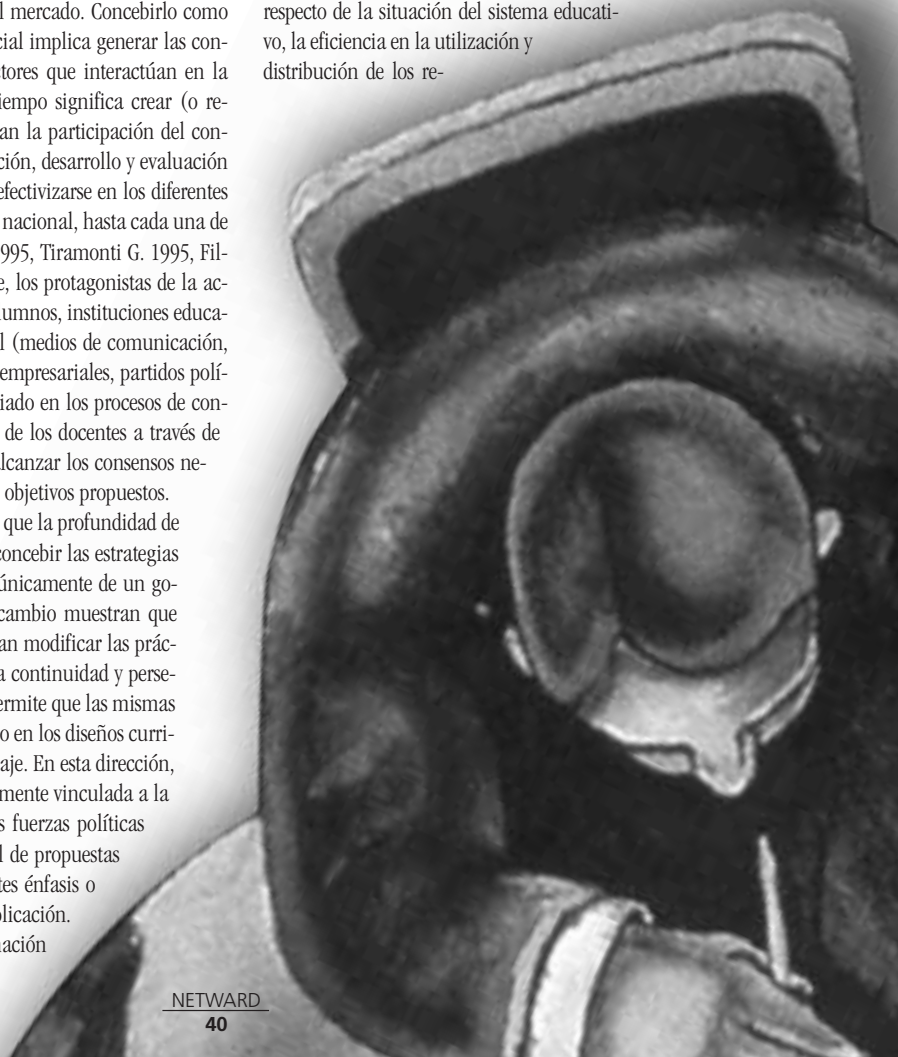 l mercado. Concebirlo como
cial implica generar las con-
tores que interactúan en la
iempo significa crear (o re-
an la participación del con-
ción, desarrollo y evaluación
efectivizarse en los diferentes
nacional, hasta cada una de
995, Tiramonti G. 1995, Fil-
e, los protagonistas de la ac-
lumnos, instituciones educa-
l (medios de comunicación,
empresariales, partidos polí-
iado en los procesos de con-
de los docentes a través de
alcanzar los consensos ne-
objetivos propuestos.
que la profundidad de
concebir las estrategias
únicamente de un go-
cambio muestran que
an modificar las prác-
a continuidad y perse-
ermite que las mismas
o en los diseños curri-
aje. En esta dirección,
mente vinculada a la
s fuerzas políticas
l de propuestas
tes énfasis o
plicación.
nación
respecto de la situación del sistema educati-
vo, la eficiencia en la utilización y
distribución de los re-
NETWARD
40